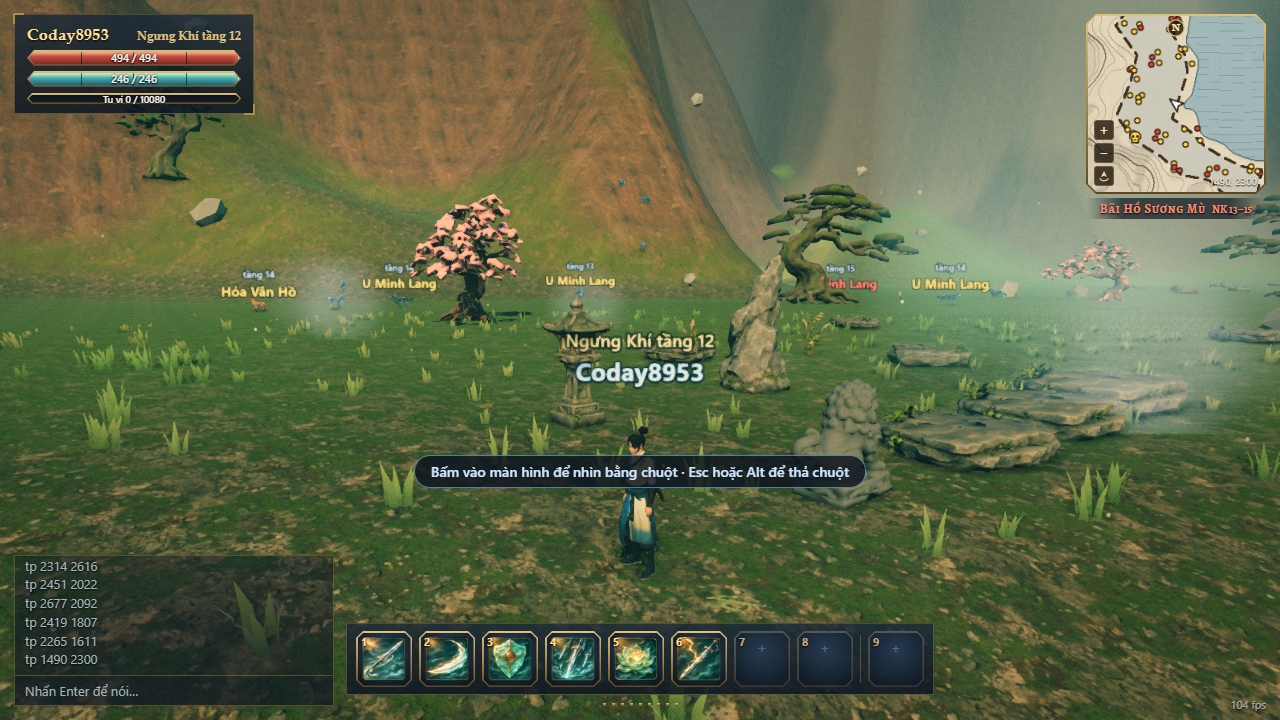 Coday8953
Ngưng Khí tầng 12
494 / 494
246 / 246
Tu vi 0 / 10080
N
+
−
1490, 2300
Bãi Hồ Sương Mù NK13–15
tầng 14
Hỏa Vân Hồ
U Minh Lang
tầng 13
U Minh Lang
tầng 15
tầng 14
U Minh Lang
Ngưng Khí tầng 12
Coday8953
Bấm vào màn hình để nhìn bằng chuột · Esc hoặc Alt để thả chuột
tp 2314 2616
tp 2451 2022
tp 2677 2092
tp 2419 1807
tp 2265 1611
tp 1490 2300
Nhấn Enter để nói...
1
2
3
4
5
6
7
8
9
104 fps